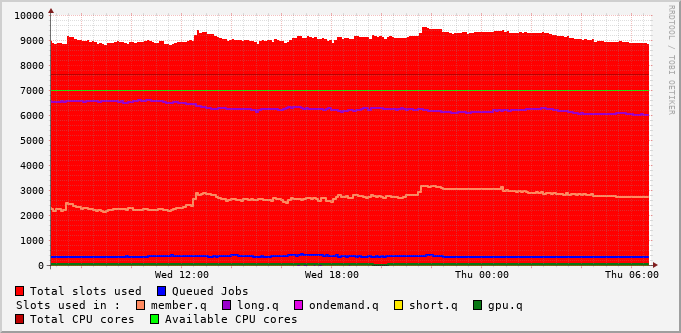 RRDTOOL / TOBI OETIKER
10000
9000
8000
7000
6000
5000
4000
3000
2000
1000
0
Wed 12:00 Wed 18:00 Thu 00:00 Thu 06:00
Total slots used Queued Jobs
Slots used in : member.q long.q ondemand.q short.q gpu.q
Total CPU cores Available CPU cores